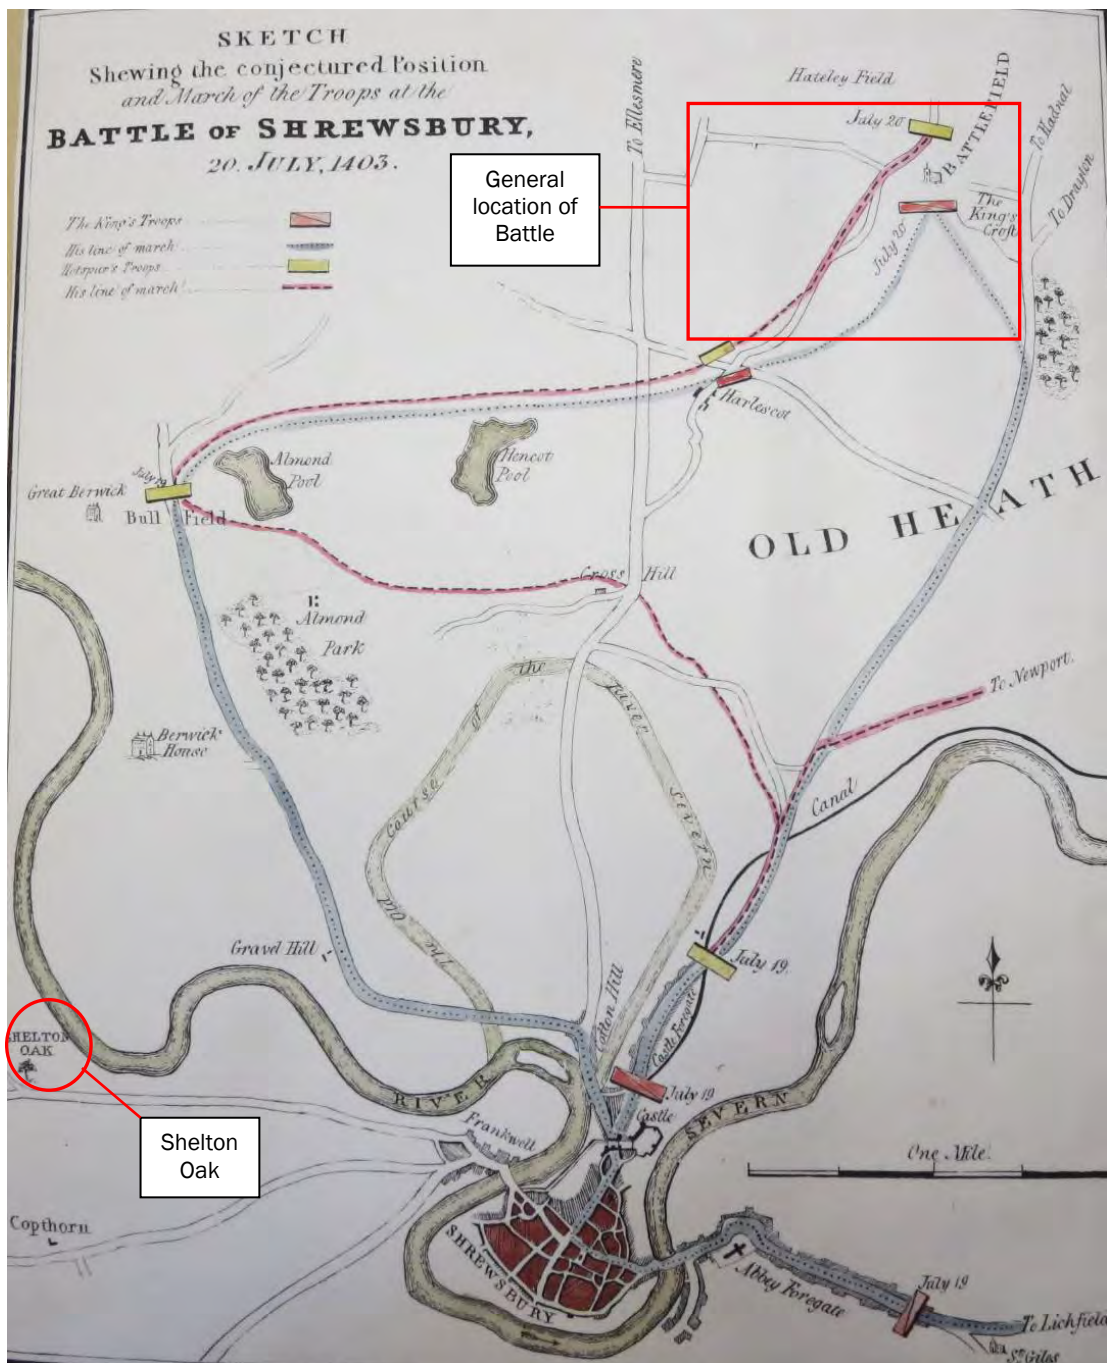 SKETCH
Shewing the conjectured Position
and March of the Troops at the
BATTLE OF SHREWSBURY,
20. JULY, 1403.
The King's Troops
His line of march
Hotspur's Troops
His line of march
General
location of
Battle
To Ellesmere
Hateley Field
July 20
BATTLEFIELD
To Hadnal
To Drayton
The
King's
Croft
July 20
Harlescot
Almond
Pool
Hencot
Pool
July 19
Great Berwick
Bull Field
OLD HEATH
Cross Hill
Almond
Park
Berwick
House
The Old Course of the River Severn
To Newport.
Canal
Gravel Hill
Cotton Hill
July 19.
Castle Foregate
SHELTON
OAK
July 19
Castle
RIVER
SEVERN
Frankwell
Shelton
Oak
One Mile.
Copthorn
SHREWSBURY
Abbey Foregate
July 19
To Lichfield
St Giles